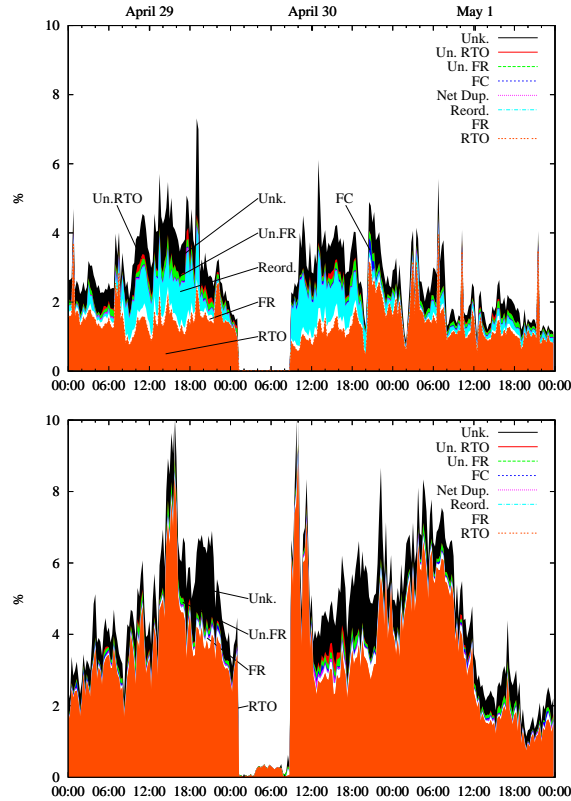 April 29 April 30 May 1
10
Unk.
Un. RTO
Un. FR
8
FC
Net Dup.
Reord.
FR
RTO
6
%
Un.RTO Unk. FC
4
Un.FR
Reord.
2
FR
RTO
0
00:00 06:00 12:00 18:00 00:00 06:00 12:00 18:00 00:00 06:00 12:00 18:00 00:00
10
Unk.
Un. RTO
Un. FR
FC
8
Net Dup.
Reord.
FR
RTO
6
%
Unk.
4
Un.FR
FR
2
RTO
0
00:00 06:00 12:00 18:00 00:00 06:00 12:00 18:00 00:00 06:00 12:00 18:00 00:00